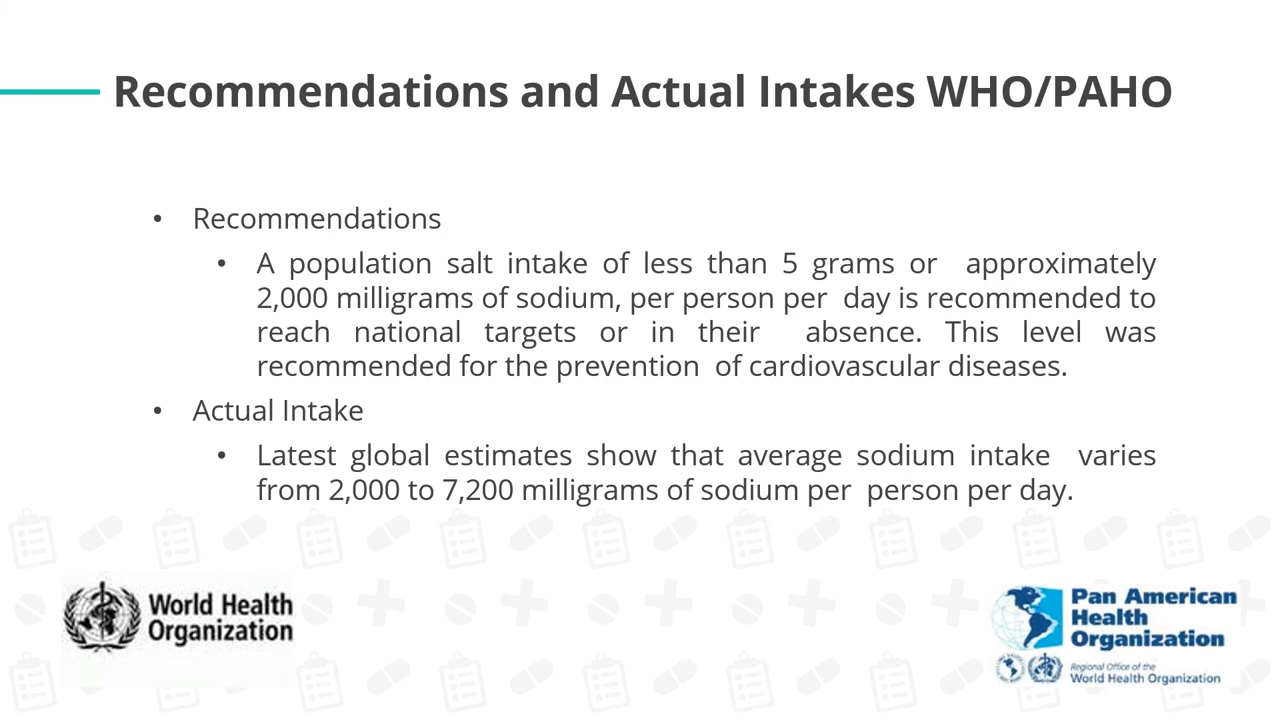 Recommendations and Actual Intakes WHO/PAHO
• Recommendations
• A population salt intake of less than 5 grams or approximately
2,000 milligrams of sodium, per person per day is recommended to
reach national targets or in their absence. This level was
recommended for the prevention of cardiovascular diseases.
• Actual Intake
• Latest global estimates show that average sodium intake varies
from 2,000 to 7,200 milligrams of sodium per person per day.
World Health
Organization
Pan American
Health
Organization
Regional Office of the
World Health Organization